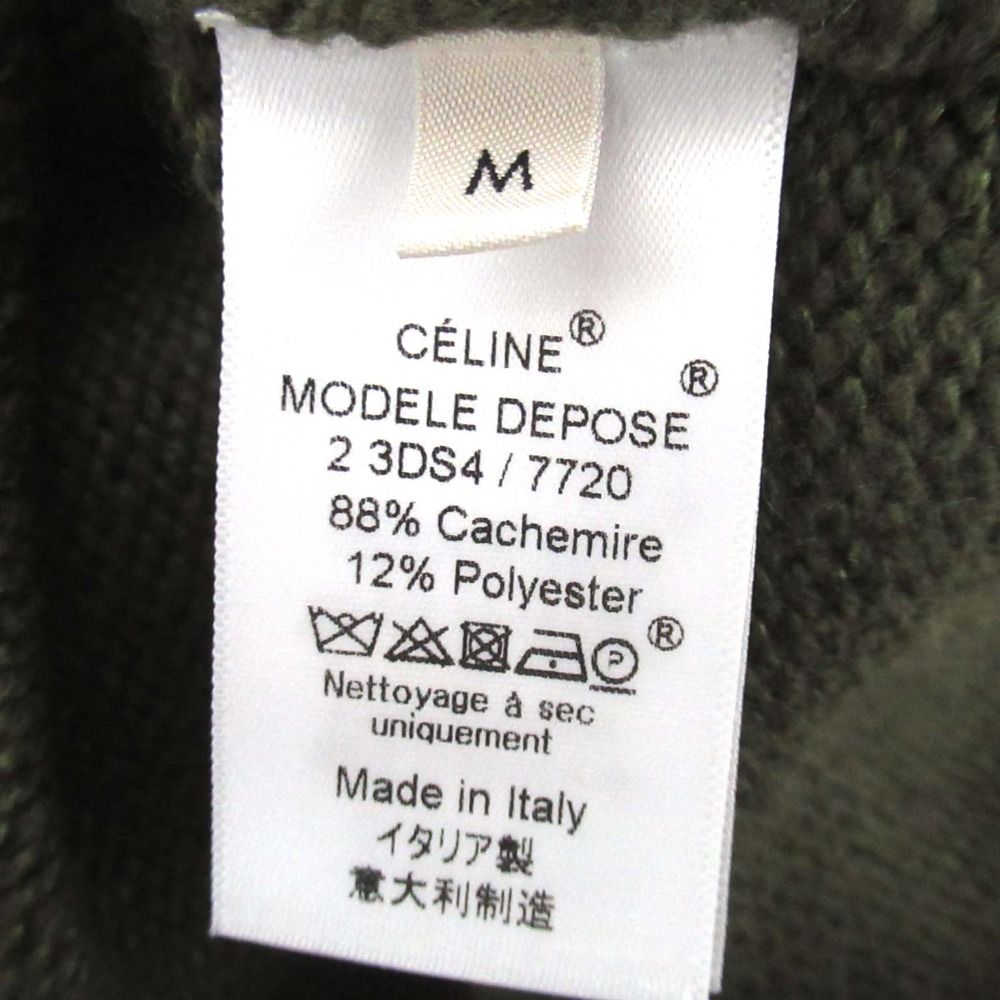 M
CÉLINE®
MODELE DEPOSE®
2 3DS4 / 7720
88% Cachemire
12% Polyester
P ®
Nettoyage à sec
uniquement
Made in Italy
イタリア製
意大利制造